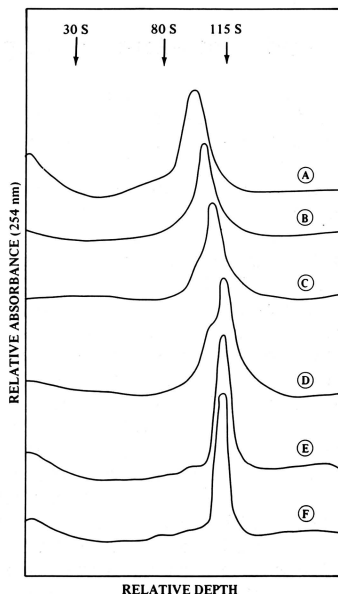 30 S 80 S 115 S
A
B
C
D
E
F
RELATIVE ABSORBANCE (254 nm)
RELATIVE DEPTH